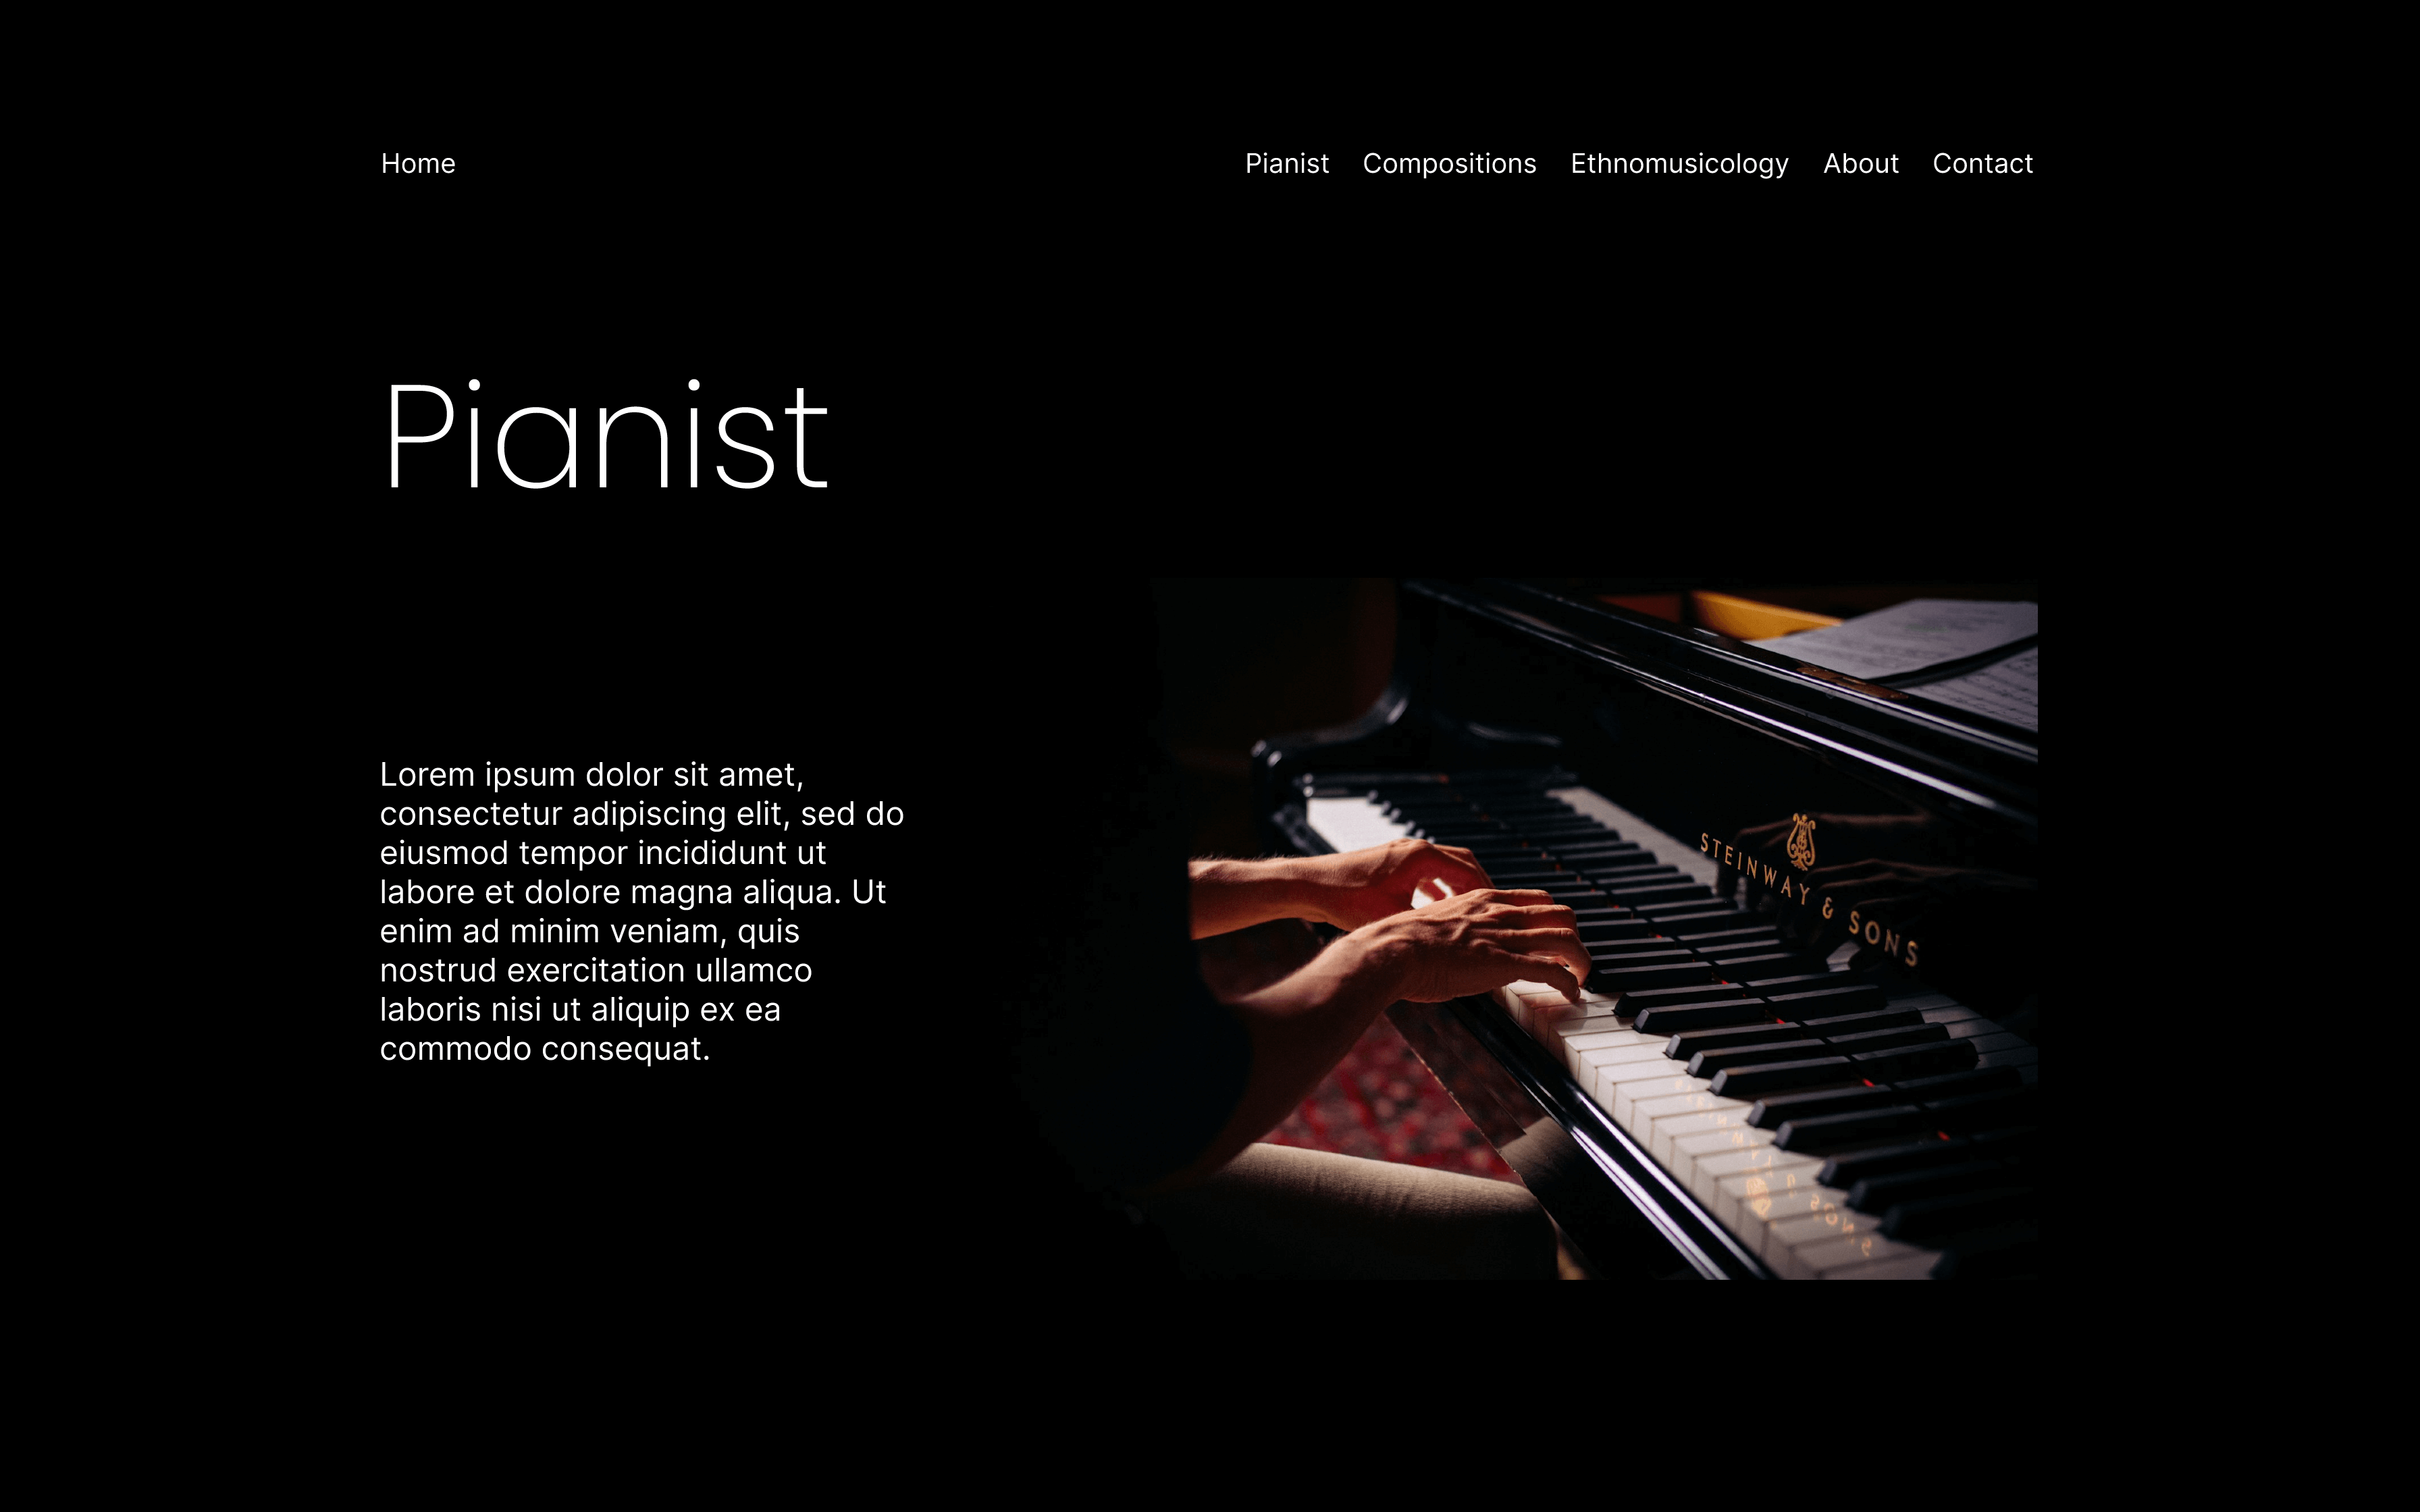 Home
Pianist Compositions Ethnomusicology About Contact
Pianist
Lorem ipsum dolor sit amet,
consectetur adipiscing elit, sed do
eiusmod tempor incididunt ut
labore et dolore magna aliqua. Ut
enim ad minim veniam, quis
nostrud exercitation ullamco
laboris nisi ut aliquip ex ea
commodo consequat.
STEINWAY & SONS